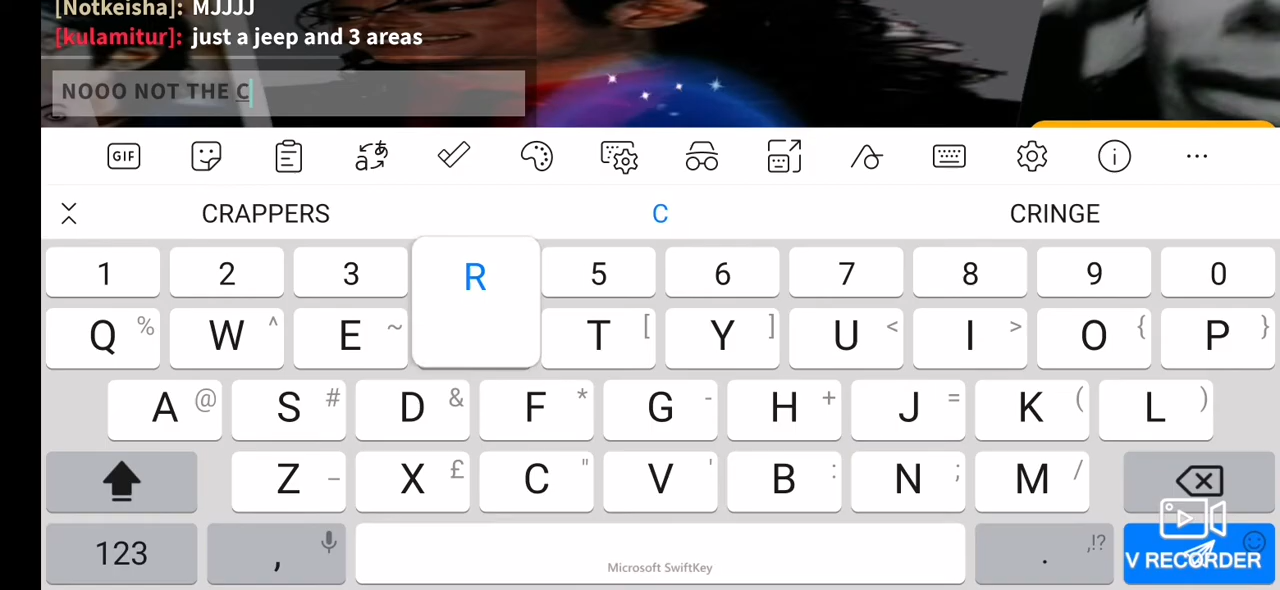 [Notkeisha]: MJJJJ
[kulamitur]: just a jeep and 3 areas
NOOO NOT THE C
GIF
CRAPPERS C CRINGE
1 2 3 R 5 6 7 8 9 0
Q % W ^ E ~ T [ Y ] U < I > O { P }
A @ S # D & F * G - H + J = K ( L )
Z _ X £ C " V ' B : N ; M /
123 , Microsoft SwiftKey . ,!?
V RECORDER